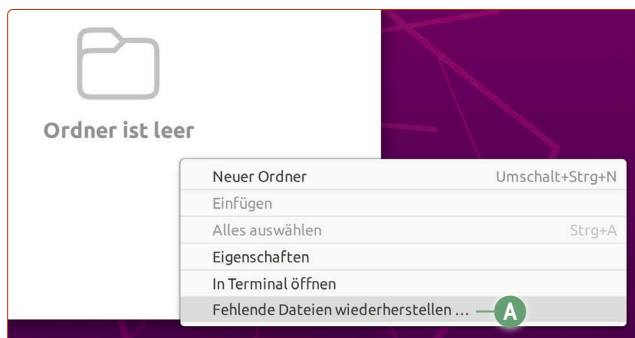 Ordner ist leer
Neuer Ordner Umschalt+Strg+N
Einfügen
Alles auswählen Strg+A
Eigenschaften
In Terminal öffnen
Fehlende Dateien wiederherstellen ... A